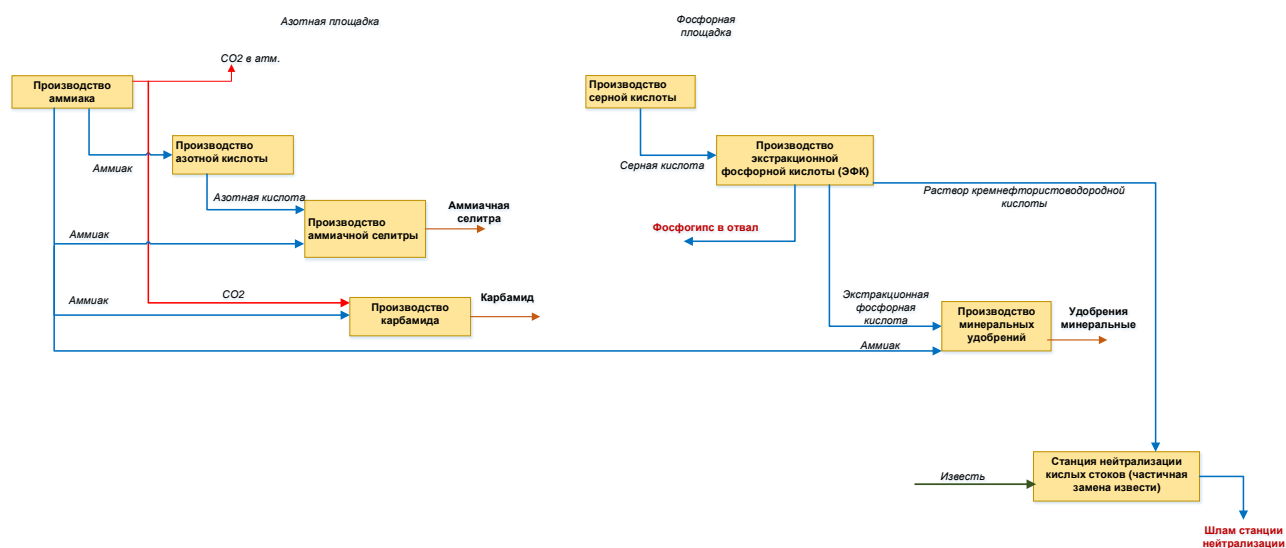 Азотная площадка
Фосфорная
площадка
CO2 в атм.
Производство
аммиака
Производство
серной кислоты
Производство
азотной кислоты
Аммиак
Серная кислота
Производство
экстракционной
фосфорной кислоты (ЭФК)
Раствор кремнефтористоводородной
кислоты
Азотная кислота
Аммиачная
селитра
Производство
аммиачной селитры
Аммиак
Фосфогипс в отвал
Аммиак
CO2
Карбамид
Производство
карбамида
Экстракционная
фосфорная
кислота
Производство
минеральных
удобрений
Удобрения
минеральные
Аммиак
Станция нейтрализации
кислых стоков (частичная
замена извести)
Известь
Шлам станции
нейтрализации